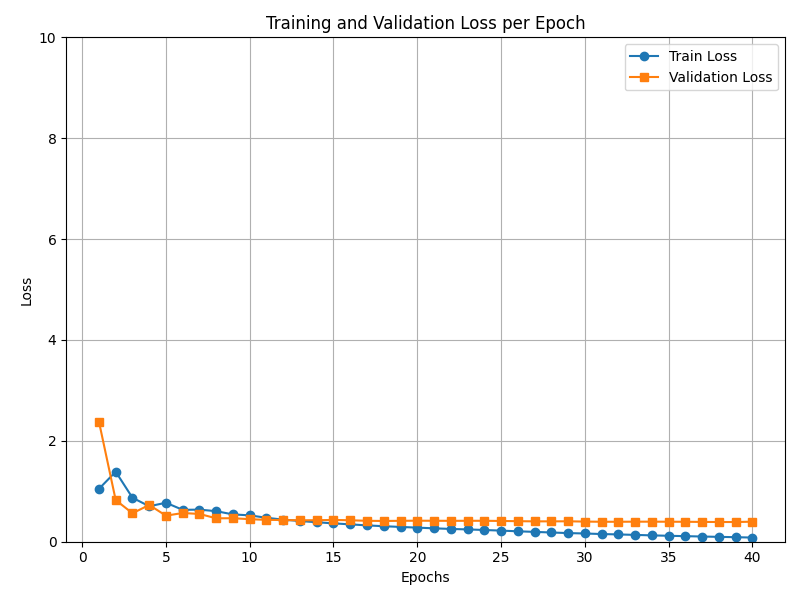 Training and Validation Loss per Epoch
Train Loss
Validation Loss
Loss
10
8
6
4
2
0
0 5 10 15 20 25 30 35 40
Epochs